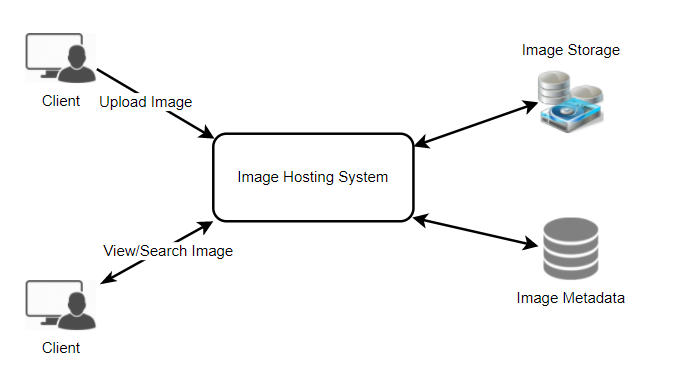 Image Storage
Client
Upload Image
Image Hosting System
View/Search Image
Image Metadata
Client